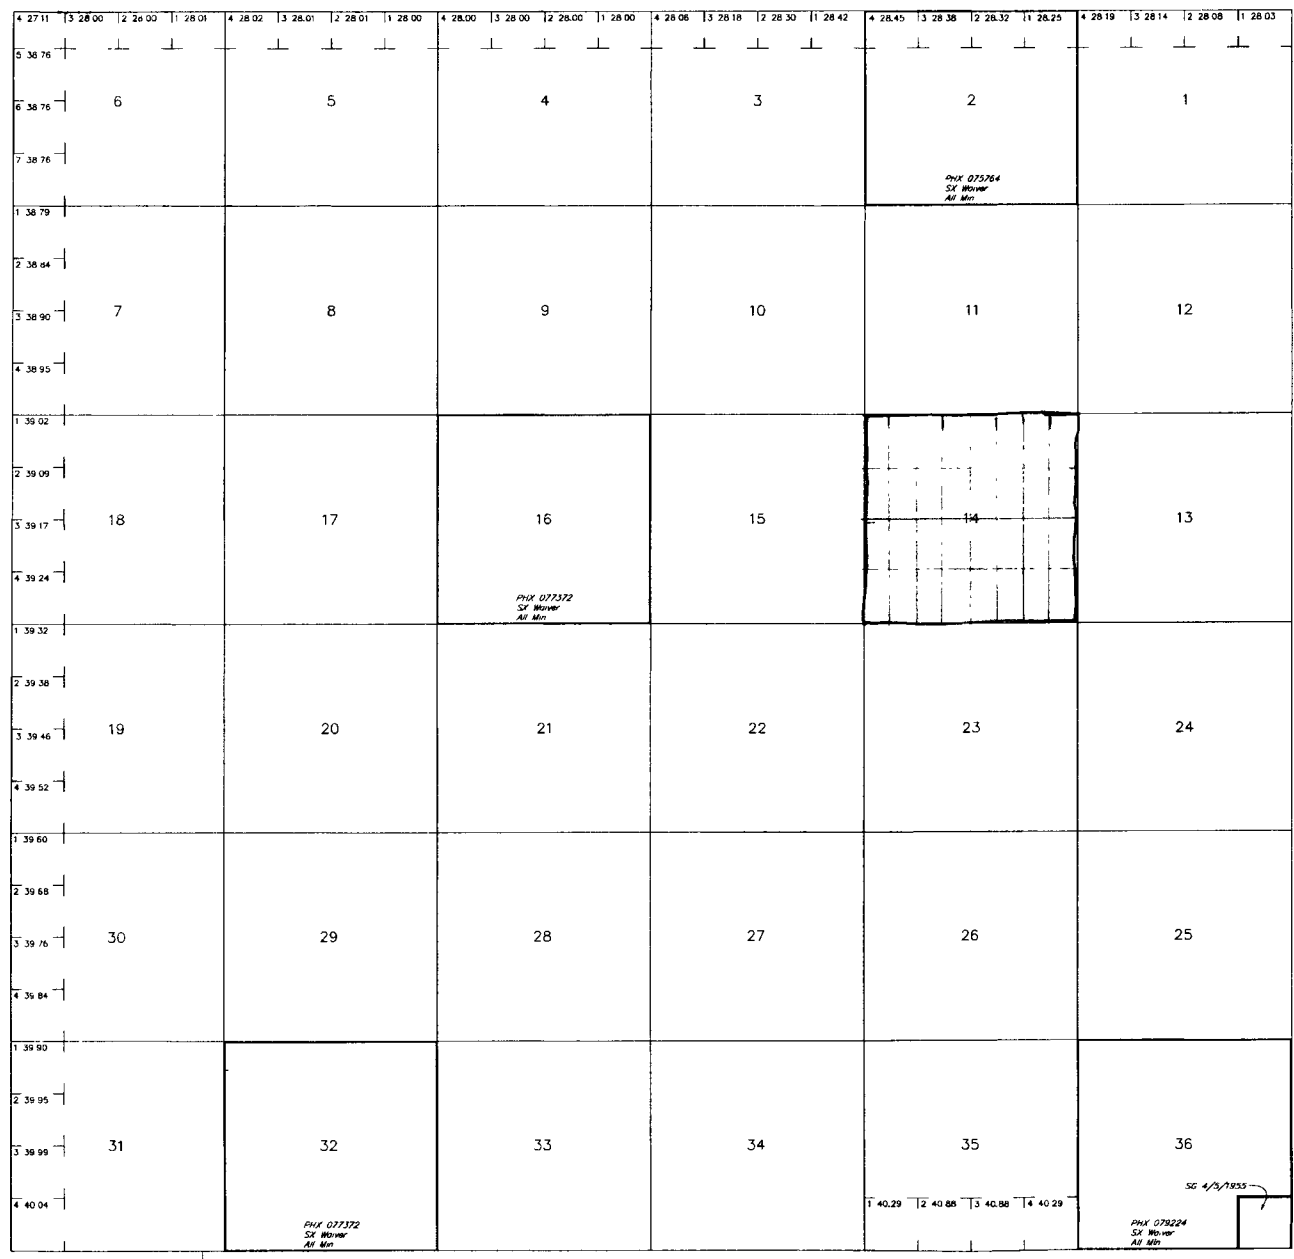 4 27 11 3 28 00 2 28 00 1 28 01 4 28 02 3 28.01 2 28 01 1 28 00 4 28.00 3 28 00 2 28.00 1 28 00 4 28 06 3 28 18 2 28 30 1 28 42 4 28.45 3 28 38 2 28.32 1 28.25 4 28 19 3 28 14 2 28 08 1 28 03
5 38 76
6 38 76 6 5 4 3 2 1
7 38 76
PHX 075764
SX Waiver
All Min
1 38 79
2 38 84
3 38 90 7 8 9 10 11 12
4 38 95
1 39 02
2 39 09
3 39 17 18 17 16 15 14 13
4 39 24
PHX 077372
SX Waiver
All Min
1 39 32
2 39 38
3 39 46 19 20 21 22 23 24
4 39 52
1 39 60
2 39 68
3 39 76 30 29 28 27 26 25
4 39 84
1 39 90
2 39 95
3 39 99 31 32 33 34 35 36
SG 4/5/1955
4 40 04 1 40.29 2 40 88 3 40.88 4 40 29
PHX 077372
SX Waiver
All Min
PHX 079224
SX Waiver
All Min